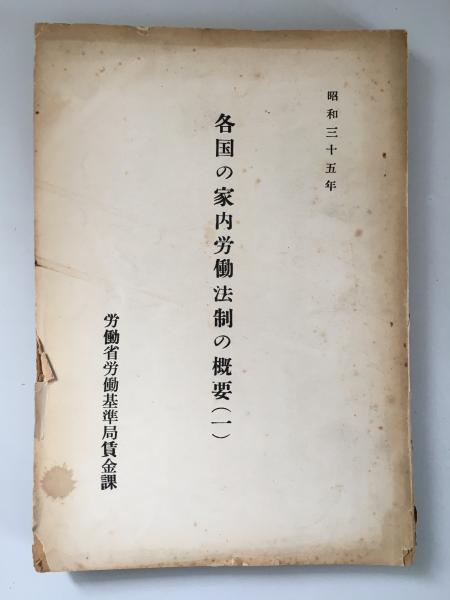 昭和三十五年
各国の家内労働法制の概要(一)
労働省労働基準局賃金課